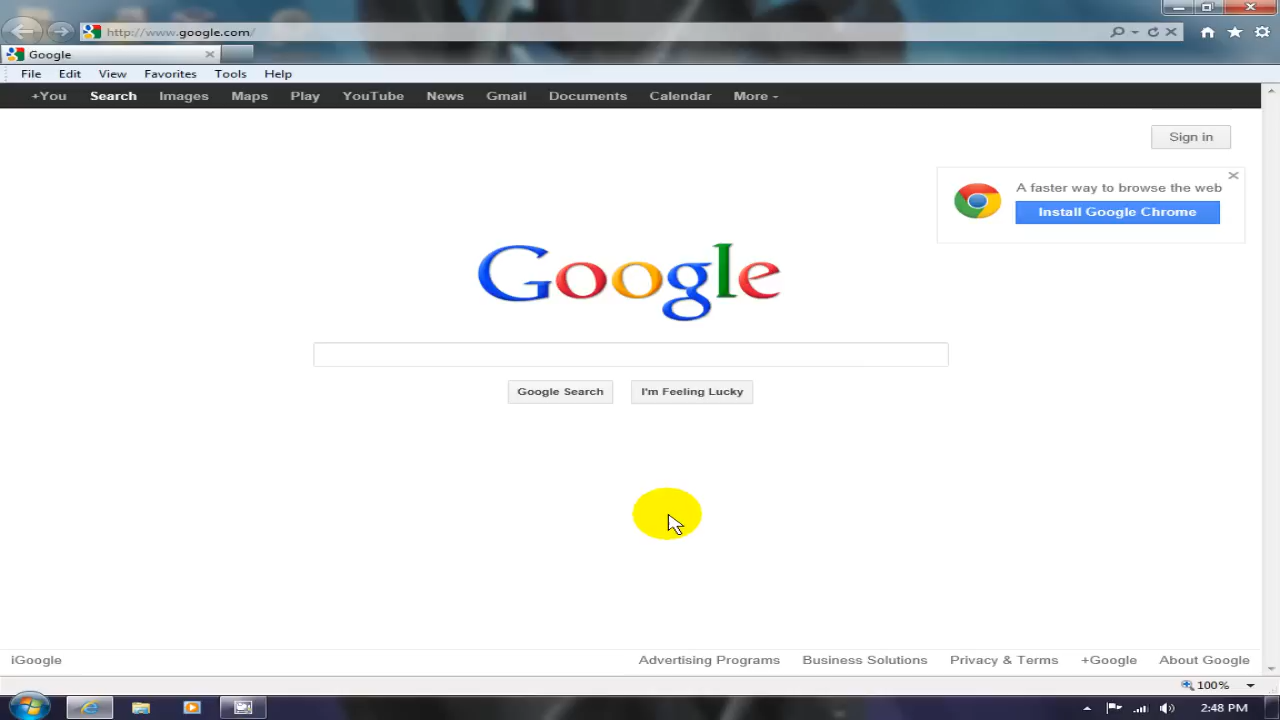 http://www.google.com/
Google
File Edit View Favorites Tools Help
+You Search Images Maps Play YouTube News Gmail Documents Calendar More
Sign in
A faster way to browse the web
Install Google Chrome
Google
Google Search I'm Feeling Lucky
iGoogle Advertising Programs Business Solutions Privacy & Terms +Google About Google
100%
2:48 PM